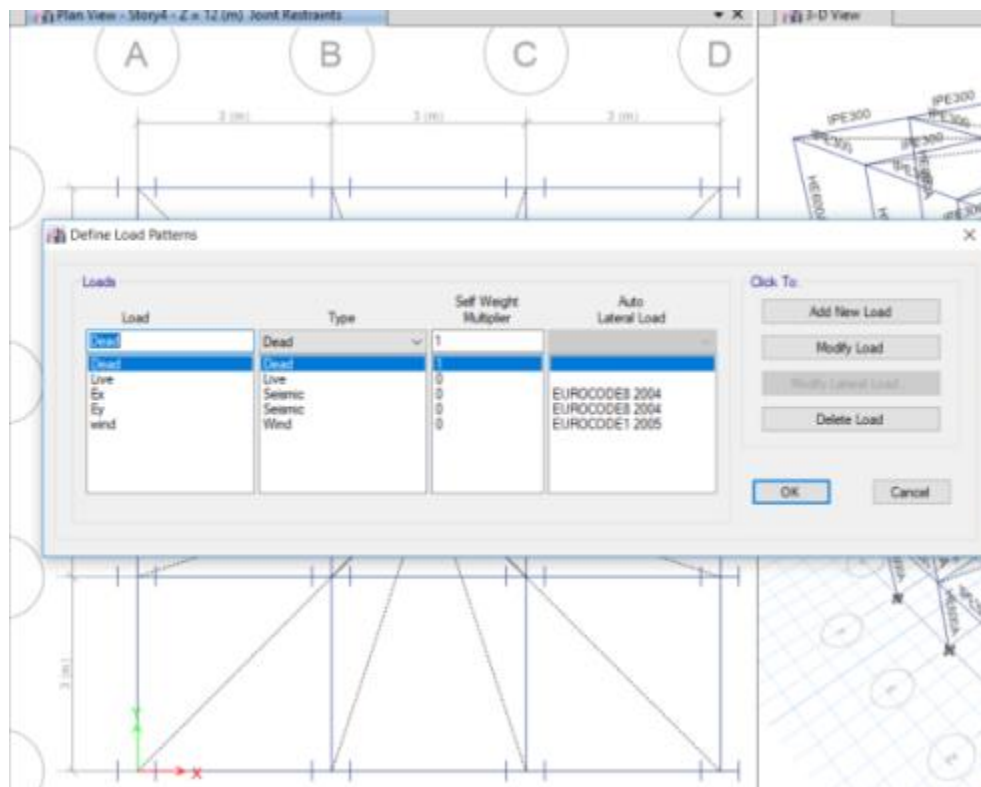 Plan View - Story4 - Z = 12 (m) Joint Restraints
3-D View
A B C D
3 (m) 3 (m) 3 (m)
IPE300
IPE300
IPE300
IPE300
IPE300
Define Load Patterns
Loads
Click To:
Load Type Self Weight Multiplier Auto Lateral Load
Dead Dead 1
Dead Dead 1
Live Live 0
Ex Seismic 0 EUROCODE8 2004
Ey Seismic 0 EUROCODE8 2004
wind Wind 0 EUROCODE1 2005
Add New Load
Modify Load
Modify Lateral Load...
Delete Load
OK Cancel
3 (m)
Y
X